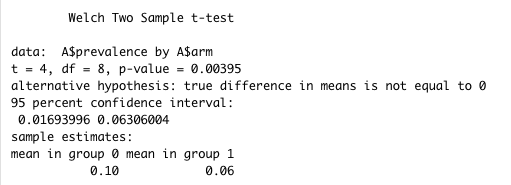 Welch Two Sample t-test
data:  A$prevalence by A$arm
t = 4, df = 8, p-value = 0.00395
alternative hypothesis: true difference in means is not equal to 0
95 percent confidence interval:
 0.01693996 0.06306004
sample estimates:
mean in group 0 mean in group 1
           0.10            0.06